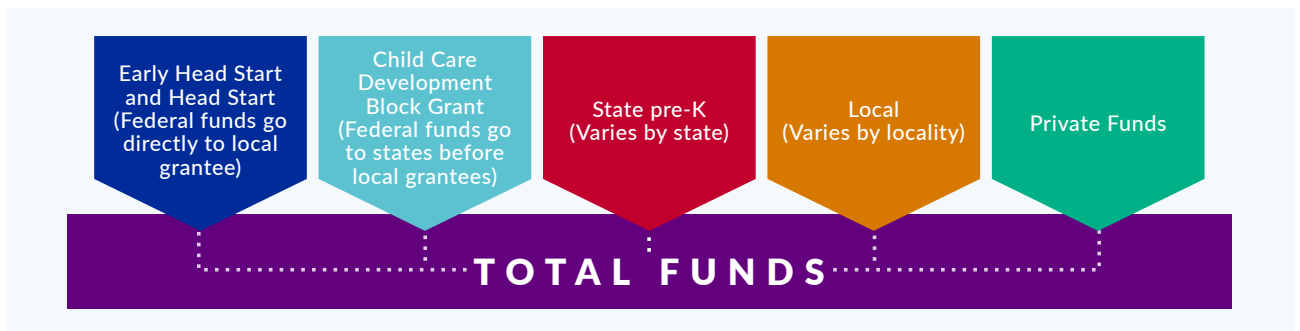 Early Head Start
and Head Start
(Federal funds go
directly to local
grantee)
Child Care
Development
Block Grant
(Federal funds go
to states before
local grantees)
State pre-K
(Varies by state)
Local
(Varies by locality)
Private Funds
TOTAL FUNDS